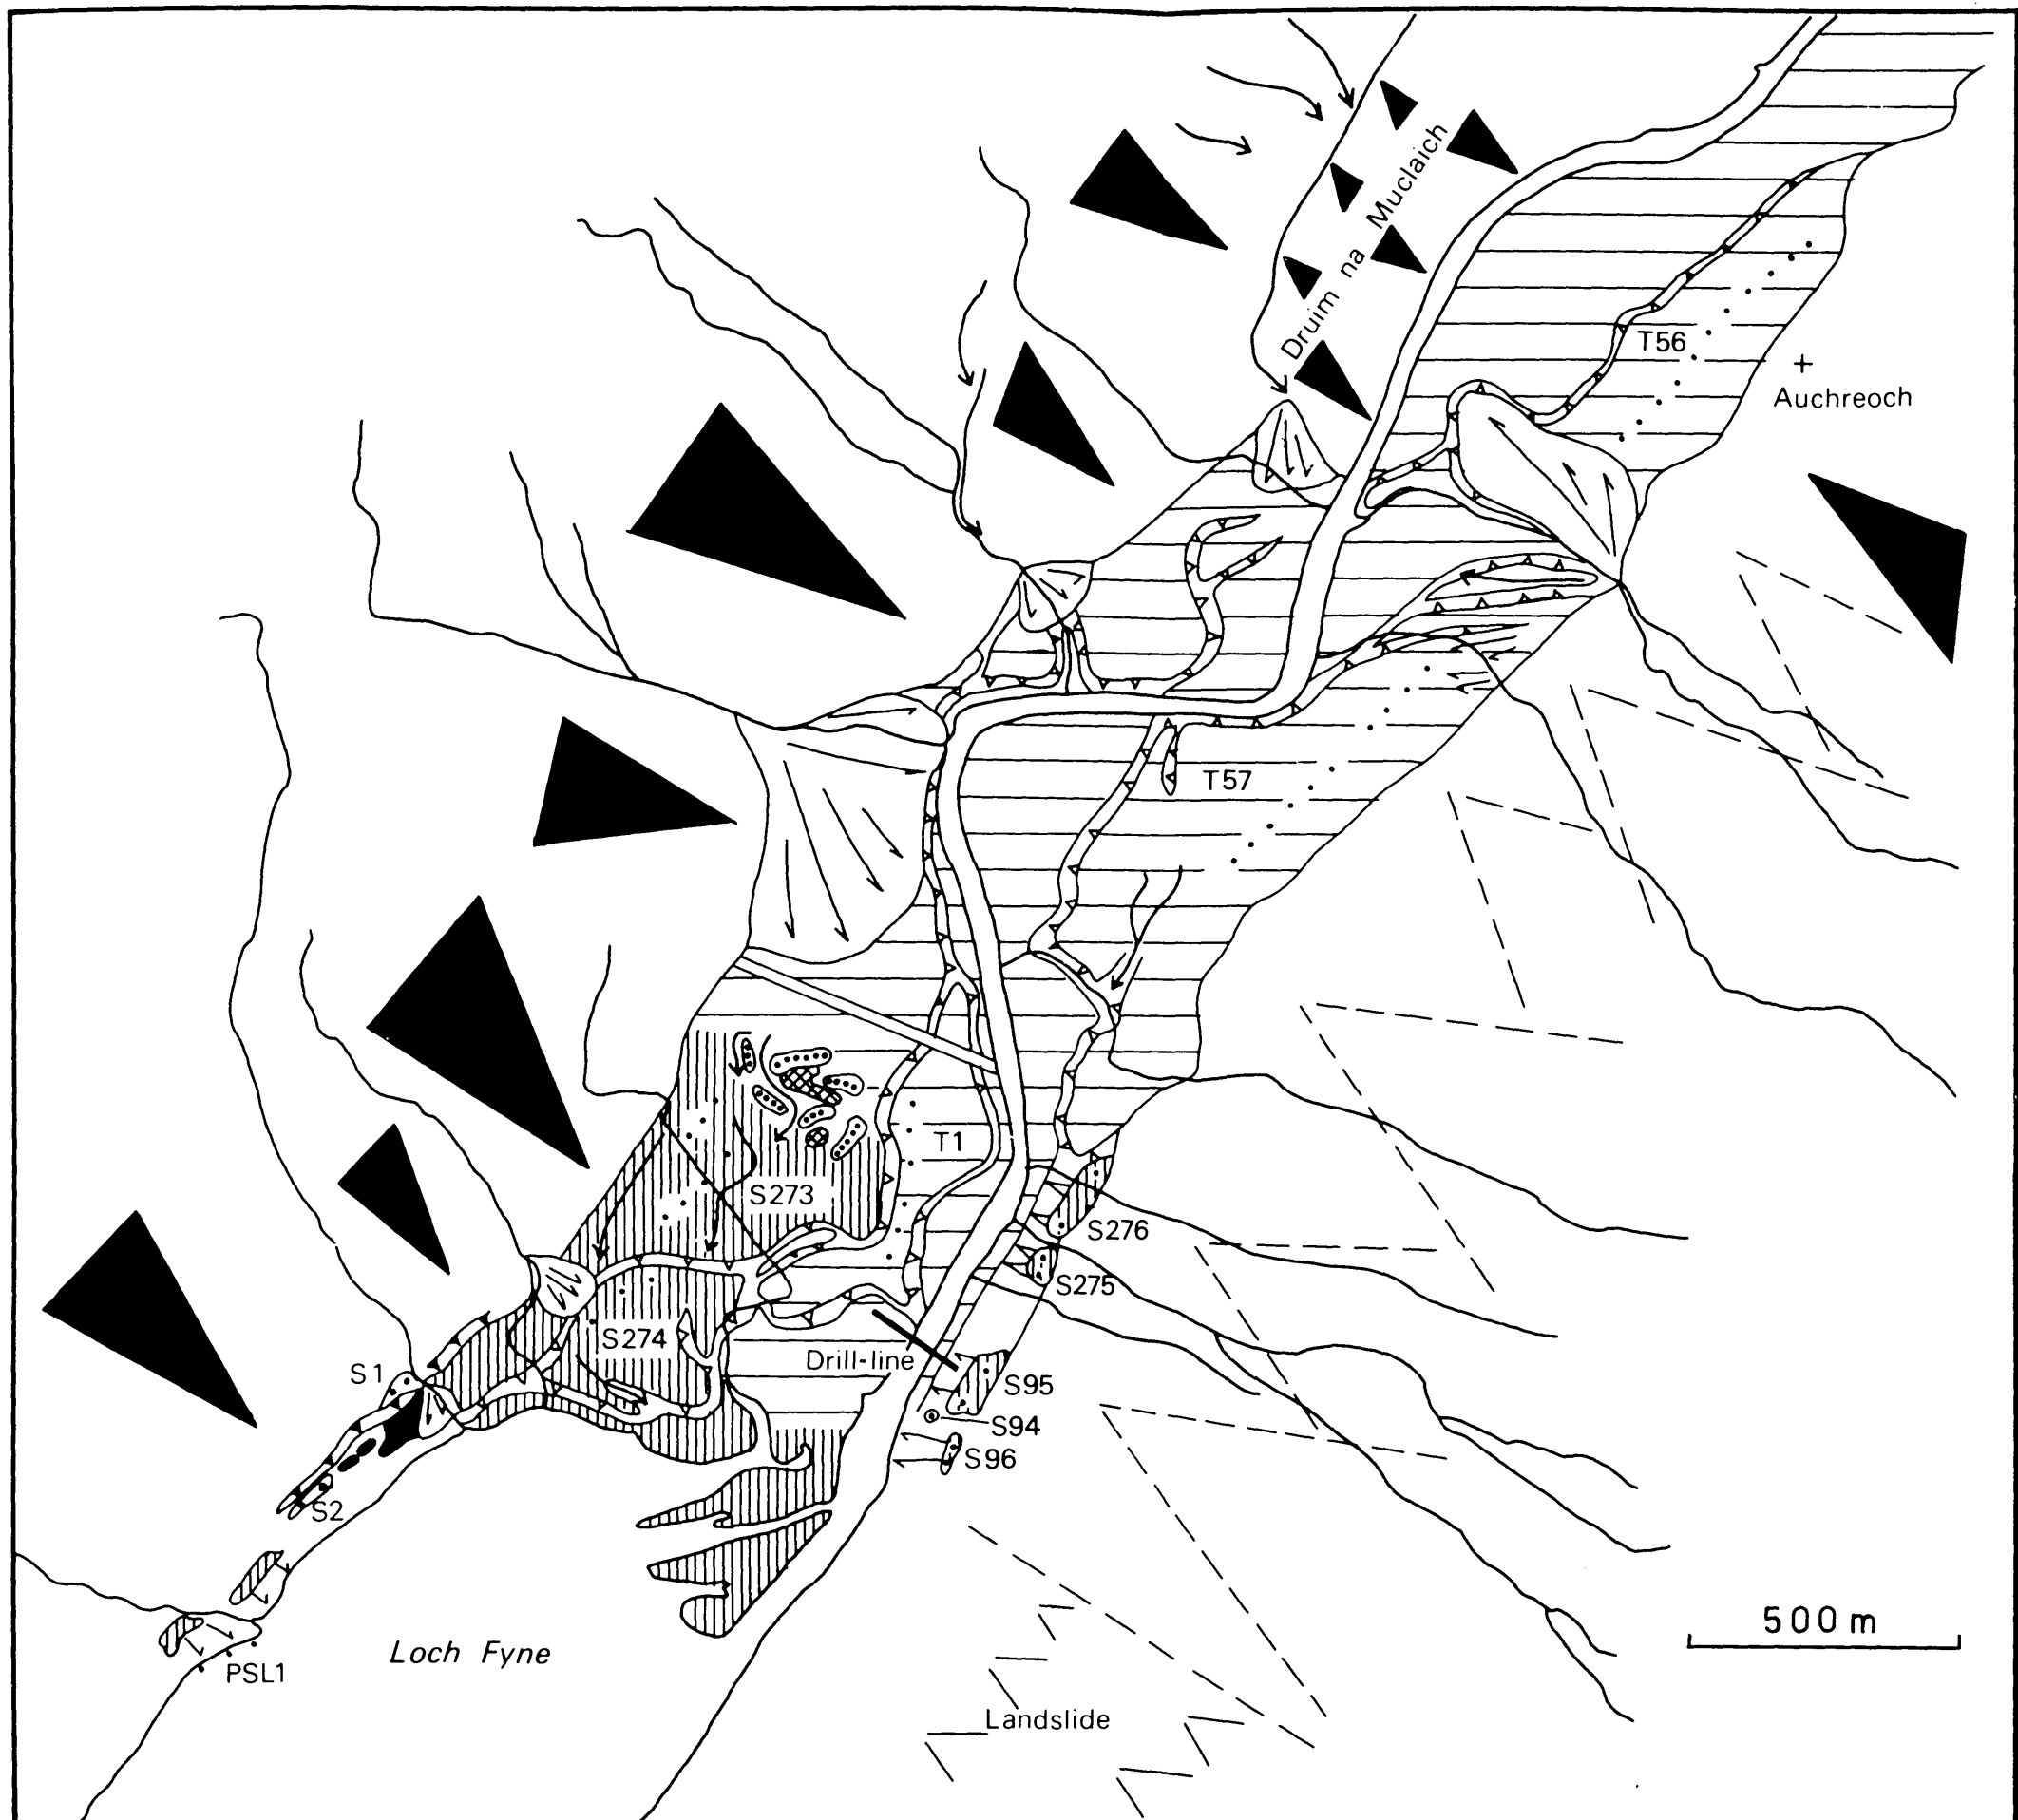 Druim na Muclaich
T56
Auchreoch
T57
T1
S273
S276
S275
S274
Drill-line
S1
S95
S94
S96
S2
500 m
Loch Fyne
PSL1
Landslide